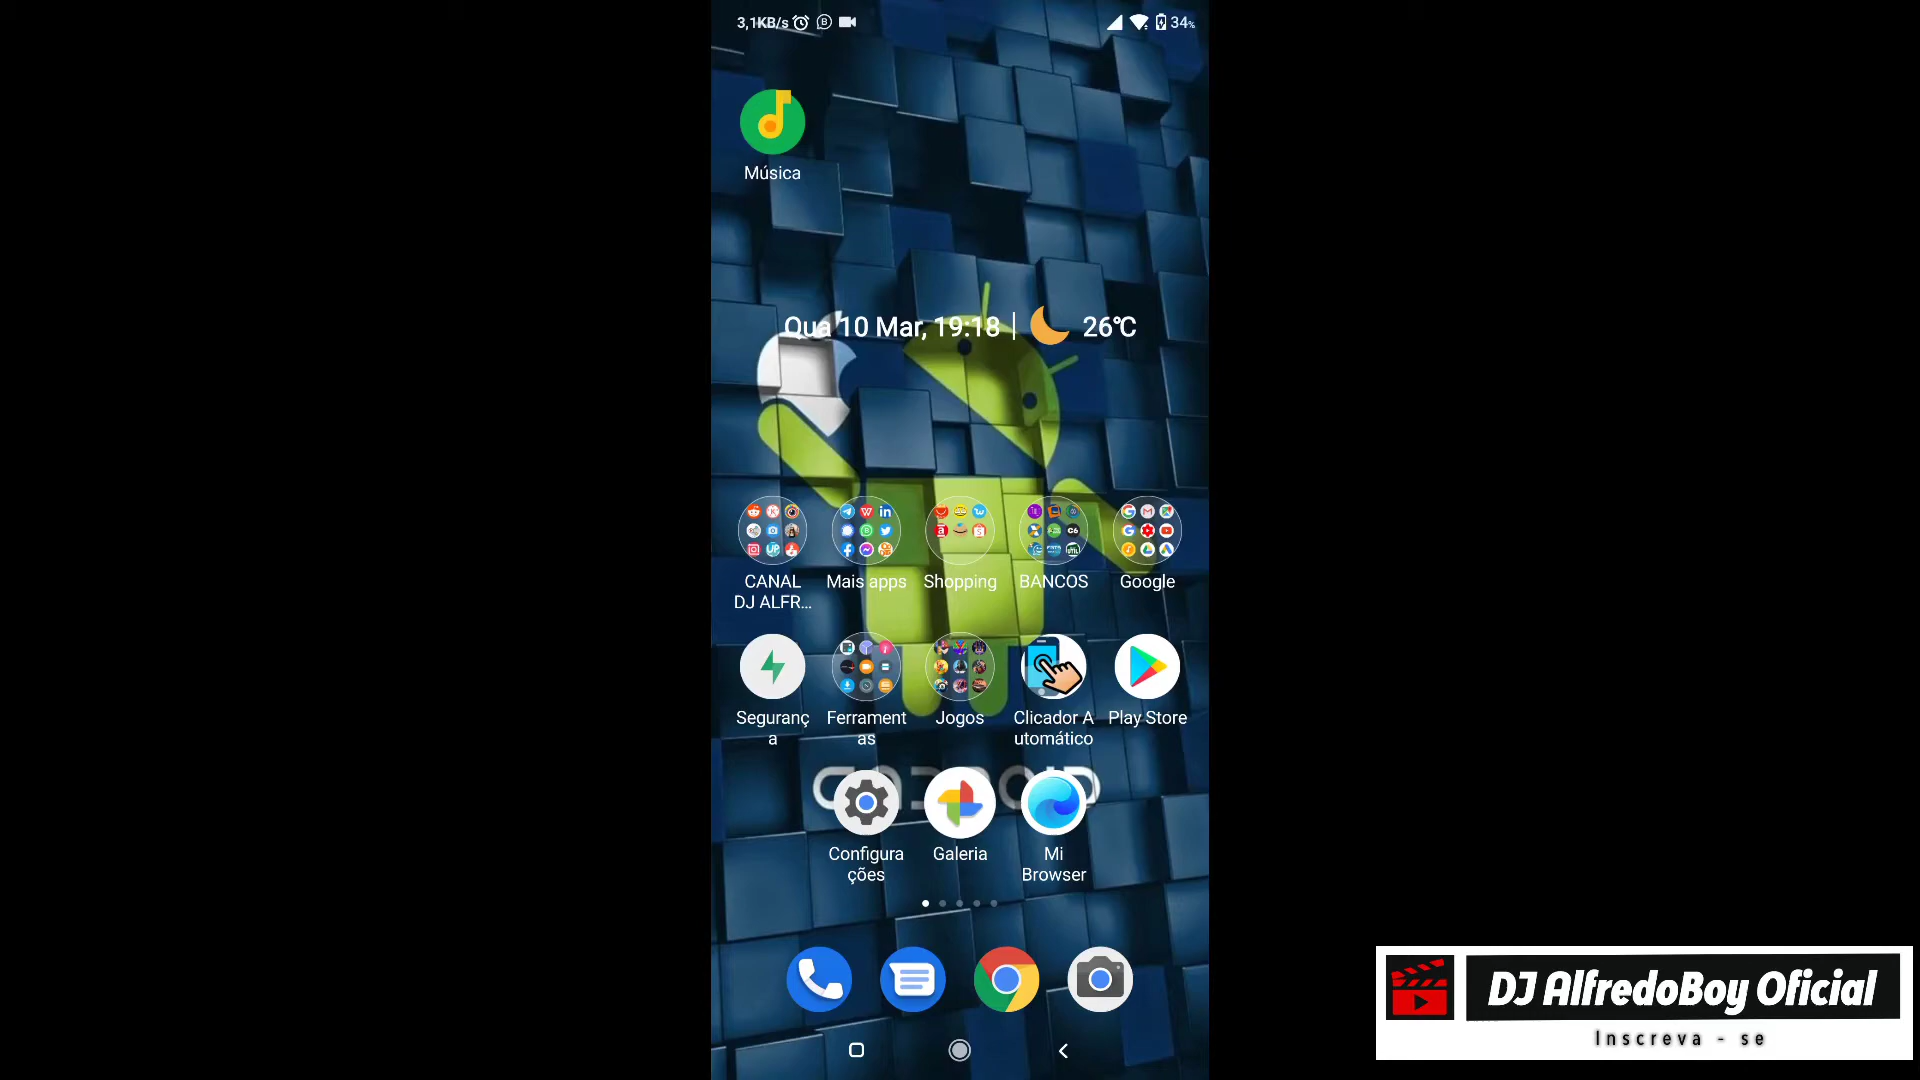 3,1KB/s
34%
Música
Qua 10 Mar, 19:18 | 26℃
CANAL
DJ ALFR...
Mais apps
Shopping
BANCOS
Google
Seguranç
a
Ferrament
as
Jogos
Clicador A
utomático
Play Store
ANDROID
Configura
ções
Galeria
Mi
Browser
DJ AlfredoBoy Oficial
Inscreva - se